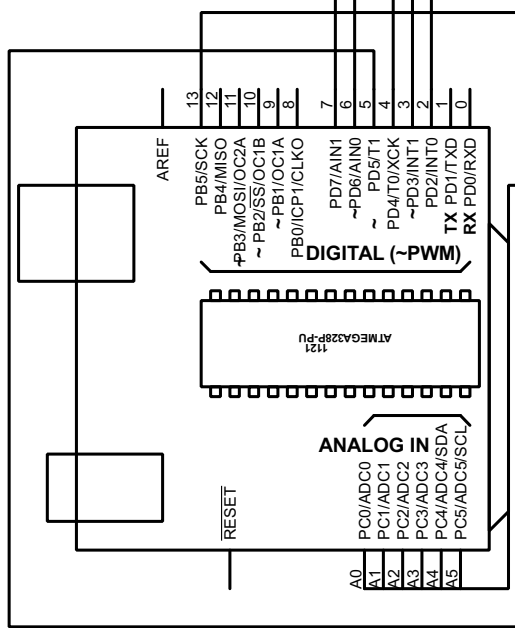 AREF
13 PB5/SCK
12 PB4/MISO
11 ~PB3/MOSI/OC2A
10 ~ PB2/SS/OC1B
9 ~ PB1/OC1A
8 PB0/ICP1/CLKO
7 PD7/AIN1
6 ~PD6/AIN0
5 ~ PD5/T1
4 PD4/T0/XCK
3 ~PD3/INT1
2 PD2/INT0
1 TX PD1/TXD
0 RX PD0/RXD
DIGITAL (~PWM)
1121
ATMEGA328P-PU
ANALOG IN
RESET
A0 PC0/ADC0
A1 PC1/ADC1
A2 PC2/ADC2
A3 PC3/ADC3
A4 PC4/ADC4/SDA
A5 PC5/ADC5/SCL